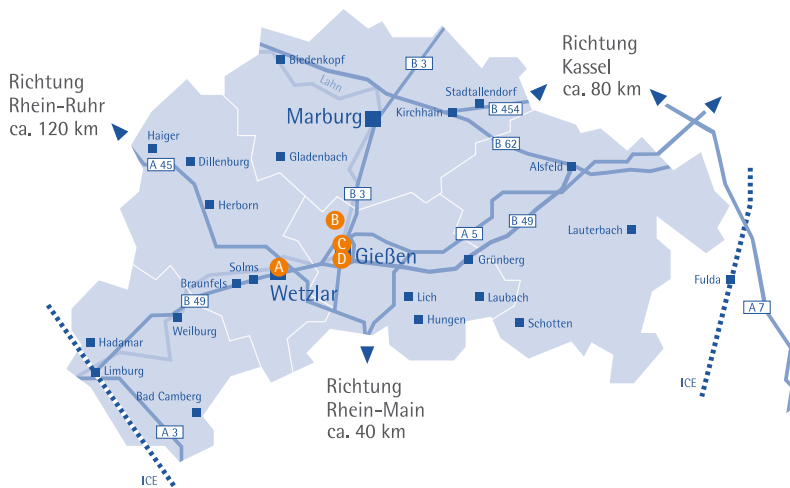 Richtung
Rhein-Ruhr
ca. 120 km
Richtung
Kassel
ca. 80 km
Biedenkopf
B 3
Lahn
Stadtallendorf
B 454
Marburg
Kirchhain
Haiger
B 62
A 45
Dillenburg
Gladenbach
Alsfeld
B 3
Herborn
B
A 5
B 49
Lauterbach
C
Gießen
D
A
Grünberg
Solms
Braunfels
Wetzlar
Fulda
B 49
Lich
Laubach
A 7
Weilburg
Hungen
Schotten
Hadamar
Limburg
Richtung
Rhein-Main
ca. 40 km
ICE
Bad Camberg
A 3
ICE